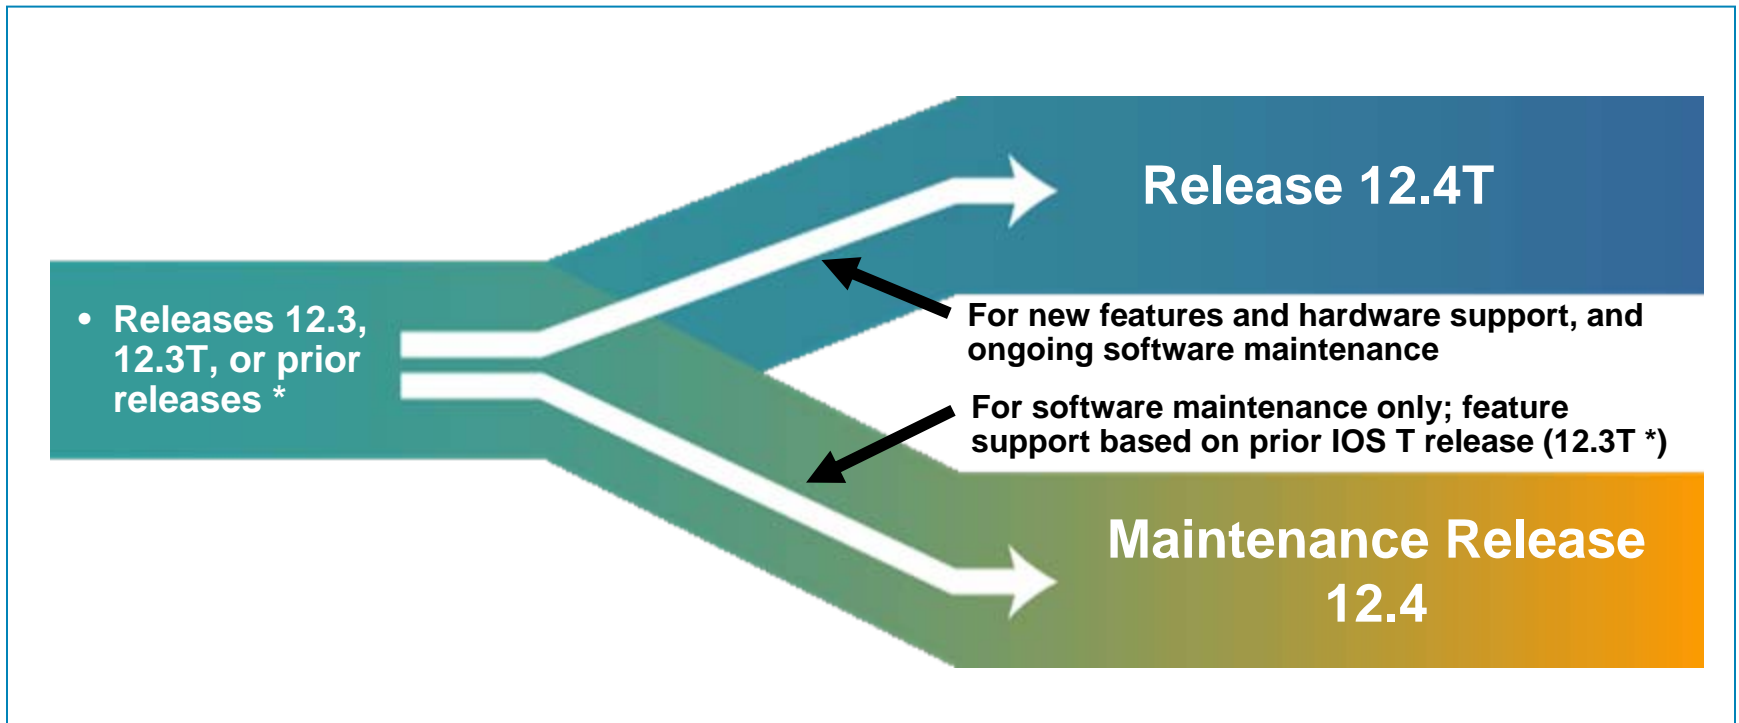 Release 12.4T
• Releases 12.3,
12.3T, or prior
releases *
For new features and hardware support, and
ongoing software maintenance
For software maintenance only; feature
support based on prior IOS T release (12.3T *)
Maintenance Release
12.4